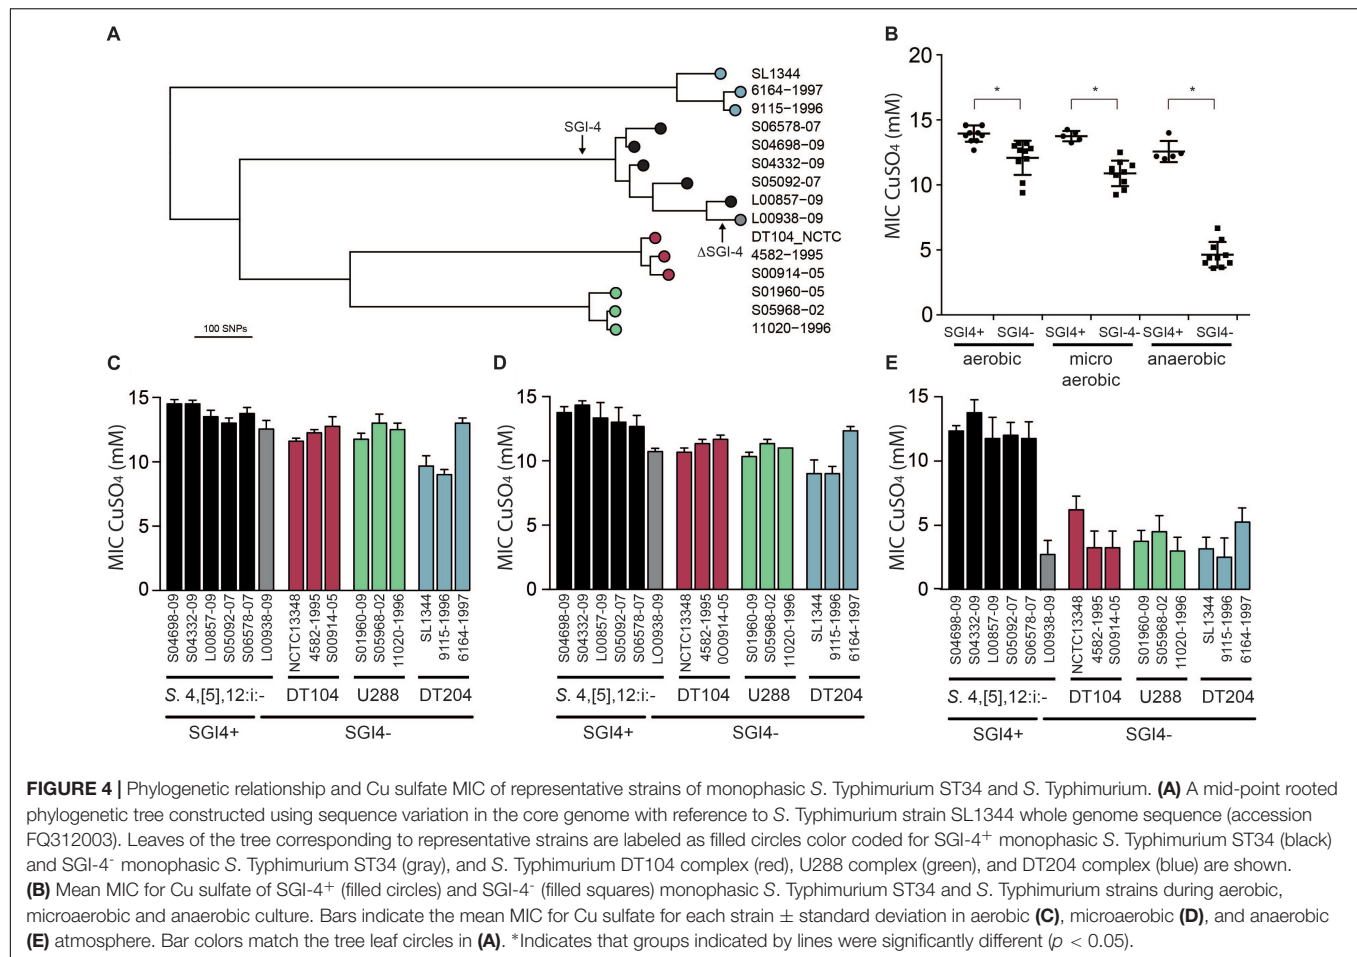 A
SL1344
6164–1997
9115–1996
S06578-07
SGI-4
S04698-09
S04332-09
S05092-07
L00857–09
L00938–09
DT104_NCTC
ΔSGI-4
4582–1995
S00914-05
S01960-05
S05968-02
11020–1996
100 SNPs
B
MIC CuSO4 (mM)
20
15
10
5
0
* * *
SGI4+ SGI4- SGI4+ SGI-4- SGI4+ SGI4-
aerobic micro aerobic anaerobic
C
MIC CuSO4 (mM)
15
10
5
0
S04698-09
S04332-09
L00857-09
S05092-07
S06578-07
L00938-09
NCTC13348
4582-1995
S00914-05
S01960-09
S05968-02
11020-1996
SL1344
9115-1996
6164-1997
S. 4,[5],12:i:- DT104 U288 DT204
SGI4+ SGI4-
D
MIC CuSO4 (mM)
15
10
5
0
S04698-09
S04332-09
L00857-09
S05092-07
S06578-07
LO0938-09
NCTC13348
4582-1995
0O0914-05
S01960-09
S05968-02
11020-1996
SL1344
9115-1996
6164-1997
S. 4,[5],12:i:- DT104 U288 DT204
SGI4+ SGI4-
E
MIC CuSO4 (mM)
15
10
5
0
S04698-09
S04332-09
L00857-09
S05092-07
S06578-07
L00938-09
NCTC13348
4582-1995
S00914-05
S01960-09
S05968-02
11020-1996
SL1344
9115-1996
6164-1997
S. 4,[5],12:i:- DT104 U288 DT204
SGI4+ SGI4-
FIGURE 4 | Phylogenetic relationship and Cu sulfate MIC of representative strains of monophasic S. Typhimurium ST34 and S. Typhimurium. (A) A mid-point rooted
phylogenetic tree constructed using sequence variation in the core genome with reference to S. Typhimurium strain SL1344 whole genome sequence (accession
FQ312003). Leaves of the tree corresponding to representative strains are labeled as filled circles color coded for SGI-4+ monophasic S. Typhimurium ST34 (black)
and SGI-4- monophasic S. Typhimurium ST34 (gray), and S. Typhimurium DT104 complex (red), U288 complex (green), and DT204 complex (blue) are shown.
(B) Mean MIC for Cu sulfate of SGI-4+ (filled circles) and SGI-4- (filled squares) monophasic S. Typhimurium ST34 and S. Typhimurium strains during aerobic,
microaerobic and anaerobic culture. Bars indicate the mean MIC for Cu sulfate for each strain ± standard deviation in aerobic (C), microaerobic (D), and anaerobic
(E) atmosphere. Bar colors match the tree leaf circles in (A). *Indicates that groups indicated by lines were significantly different (p < 0.05).